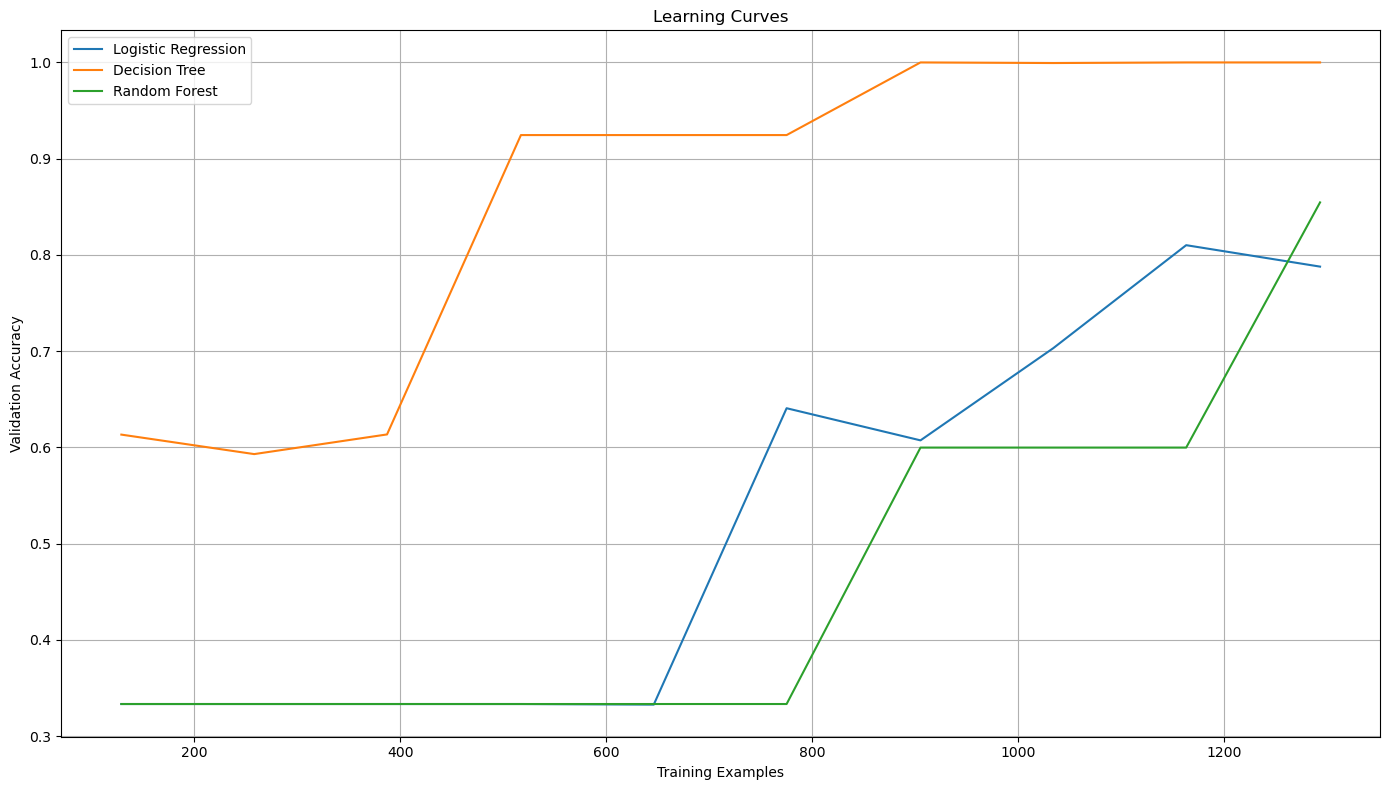 Learning Curves
Logistic Regression
Decision Tree
Random Forest
1.0
0.9
0.8
0.7
0.6
0.5
0.4
0.3
Validation Accuracy
200 400 600 800 1000 1200
Training Examples